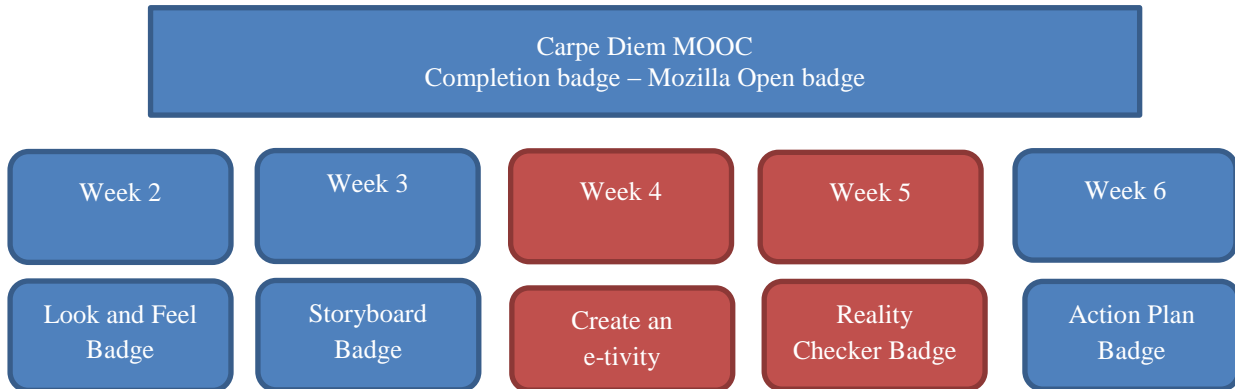 Carpe Diem MOOC
Completion badge – Mozilla Open badge
Week 2
Week 3
Week 4
Week 5
Week 6
Look and Feel
Badge
Storyboard
Badge
Create an
e-tivity
Reality
Checker Badge
Action Plan
Badge